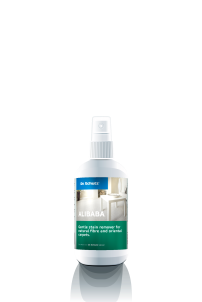 Dr. Schutz
ALIBABA
Gentle stain remover for
natural fibre and oriental
carpets.